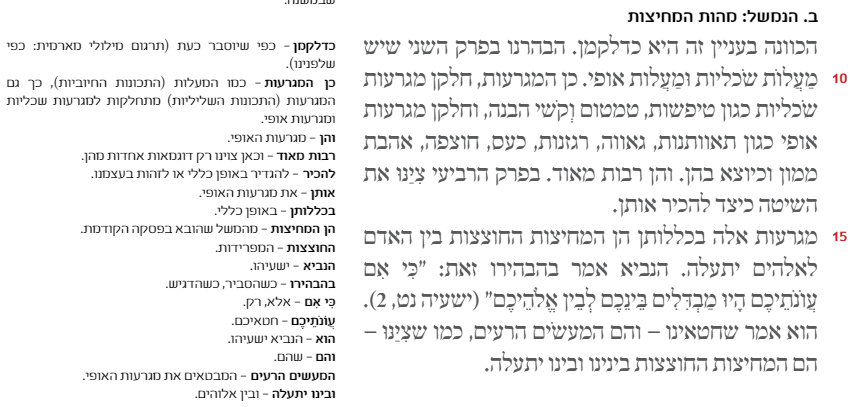 ב. הנמשל: מהות המחיצות
הכוונה בעניין זה היא כדלקמן. הבהרנו בפרק השני שיש
10 מַעֲלוֹת שׂכליות וּמַעֲלות אופי. כן המגרעות, חלקן מגרעות
שׂכליות כגון טיפשות, טמטום וְקְשׁי הבנה, וחלקן מגרעות
אופי כגון תאוותנות, גאווה, רגזנות, כעס, חוצפה, אהבת
ממון וכיוצא בהן. והן רבות מאוד. בפרק הרביעי צִיַּנּוּ את
השיטה כיצד להכיר אותן.
15 מגרעות אלה בכללותן הן המחיצות החוצצות בין האדם
לאלהים יתעלה. הנביא אמר בהבהירו זאת: "כִּי אִם
עֲוֹנֹתֵיכֶם הָיוּ מַבְדִּלִים בֵּינֵכֶם לְבֵין אֱלֹהֵיכֶם" (ישעיה נט, 2).
הוא אמר שחטאינו – והם המעשׂים הרעים, כמו שצִיַּנּוּ –
הם המחיצות החוצצות בינינו ובינו יתעלה.
כדלקמן – כפי שיוסבר כעת (תרגום מילולי מארמית: כפי
שלפנינו).
כן המגרעות – כמו המעלות (התכונות החיוביות), כך גם
המגרעות (התכונות השליליות) מתחלקות למגרעות שכליות
ומגרעות אופי.
והן – מגרעות האופי.
רבות מאוד – וכאן צוינו רק דוגמאות אחדות מהן.
להכיר – להגדיר באופן כללי או לזהות בעצמנו.
אותן – את מגרעות האופי.
בכללותן – באופן כללי.
הן המחיצות – מהמשל שהובא בפסקה הקודמת.
החוצצות – המפרידות.
הנביא – ישעיהו.
בהבהירו – כשהסביר, כשהדגיש.
כִּי אִם – אלא, רק.
עֲוֹנֹתֵיכֶם – חטאיכם.
הוא – הנביא ישעיהו.
והם – שהם.
המעשים הרעים – המבטאים את מגרעות האופי.
ובינו יתעלה – ובין אלוהים.